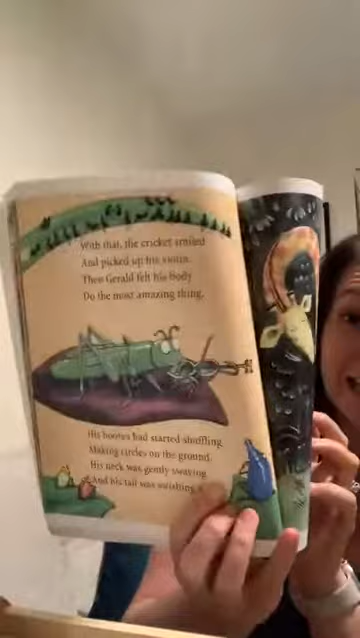 With that, the cricket smiled
And picked up his violin.
Then Gerald felt his body
Do the most amazing thing.
His hooves had started shuffling
Making circles on the ground.
His neck was gently swaying
And his tail was swishing